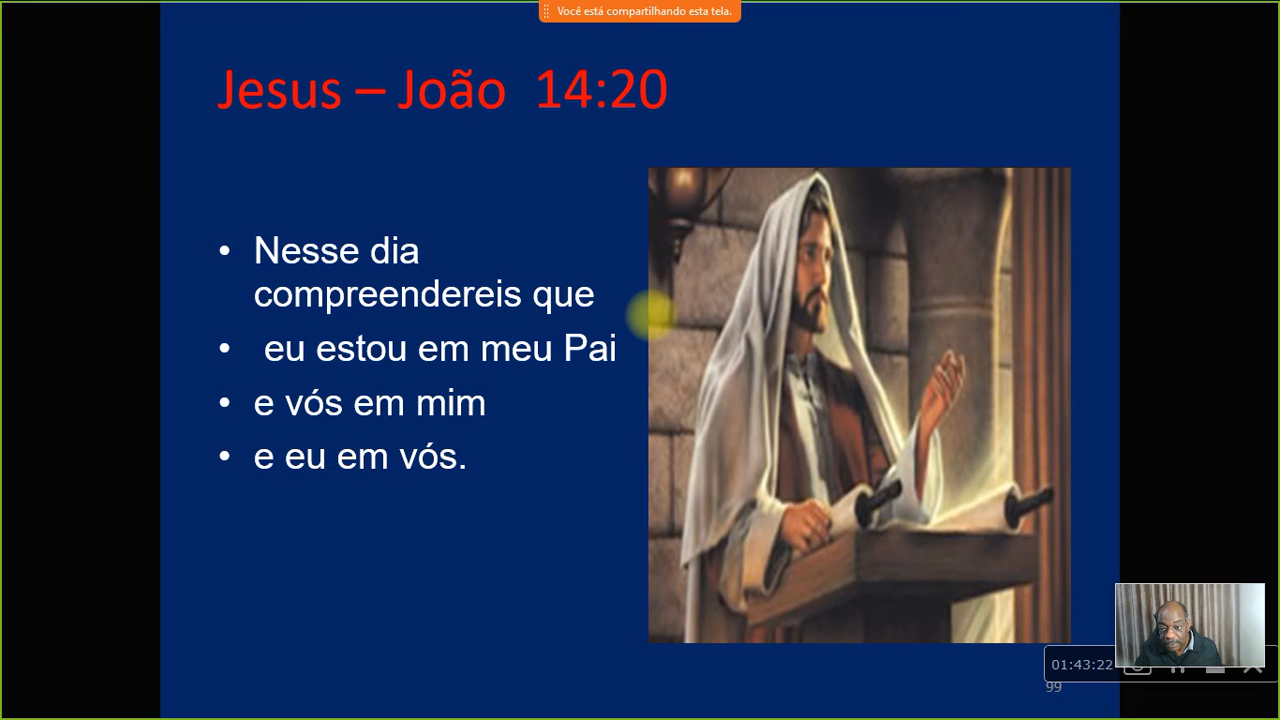 Você está compartilhando esta tela.
Jesus – João 14:20
• Nesse dia
compreendereis que
• eu estou em meu Pai
• e vós em mim
• e eu em vós.
01:43:22
99